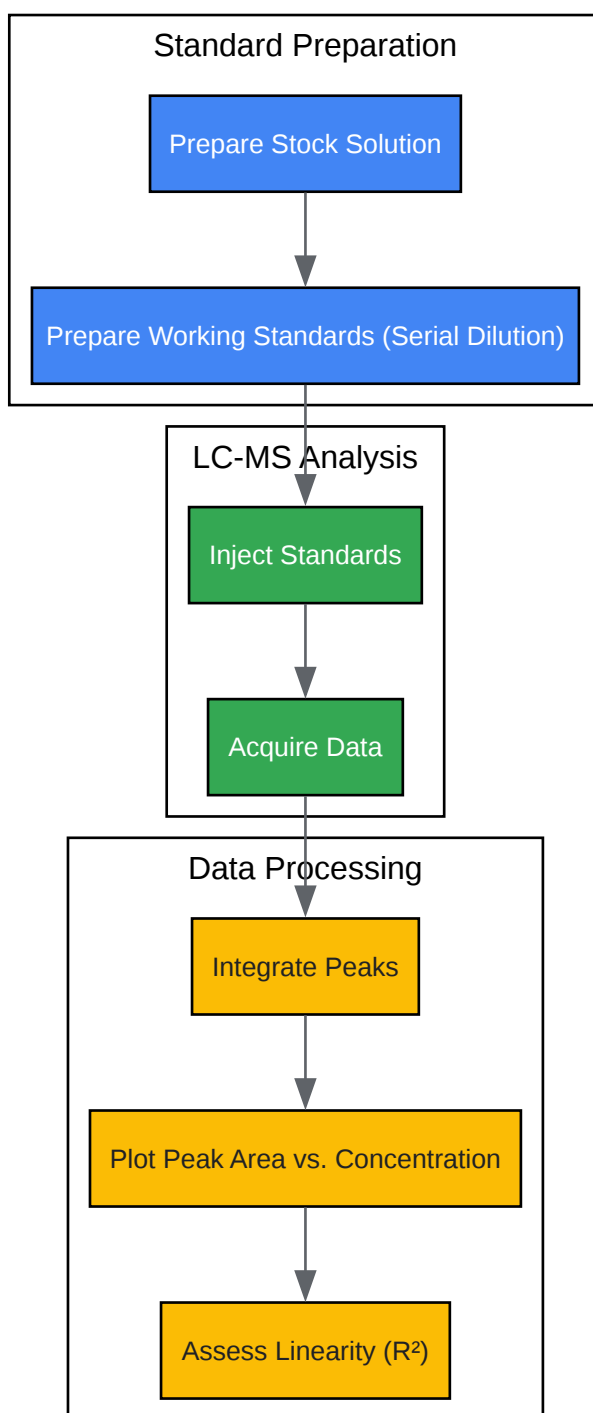 Standard Preparation
Prepare Stock Solution
Prepare Working Standards (Serial Dilution)
LC-MS Analysis
Inject Standards
Acquire Data
Data Processing
Integrate Peaks
Plot Peak Area vs. Concentration
Assess Linearity (R²)